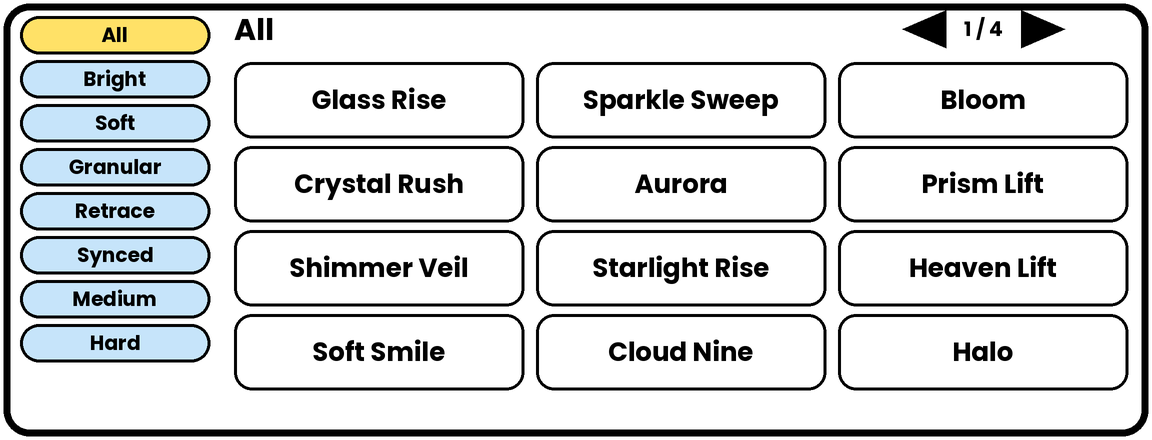 All
Bright
Soft
Granular
Retrace
Synced
Medium
Hard
All
1 / 4
Glass Rise
Sparkle Sweep
Bloom
Crystal Rush
Aurora
Prism Lift
Shimmer Veil
Starlight Rise
Heaven Lift
Soft Smile
Cloud Nine
Halo